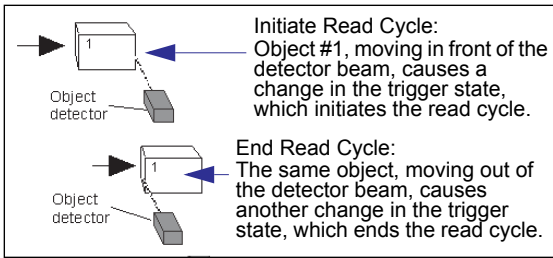 Initiate Read Cycle:
Object #1, moving in front of the
detector beam, causes a
change in the trigger state,
which initiates the read cycle.
1
Object
detector
End Read Cycle:
The same object, moving out of
the detector beam, causes
another change in the trigger
state, which ends the read cycle.
1
Object
detector